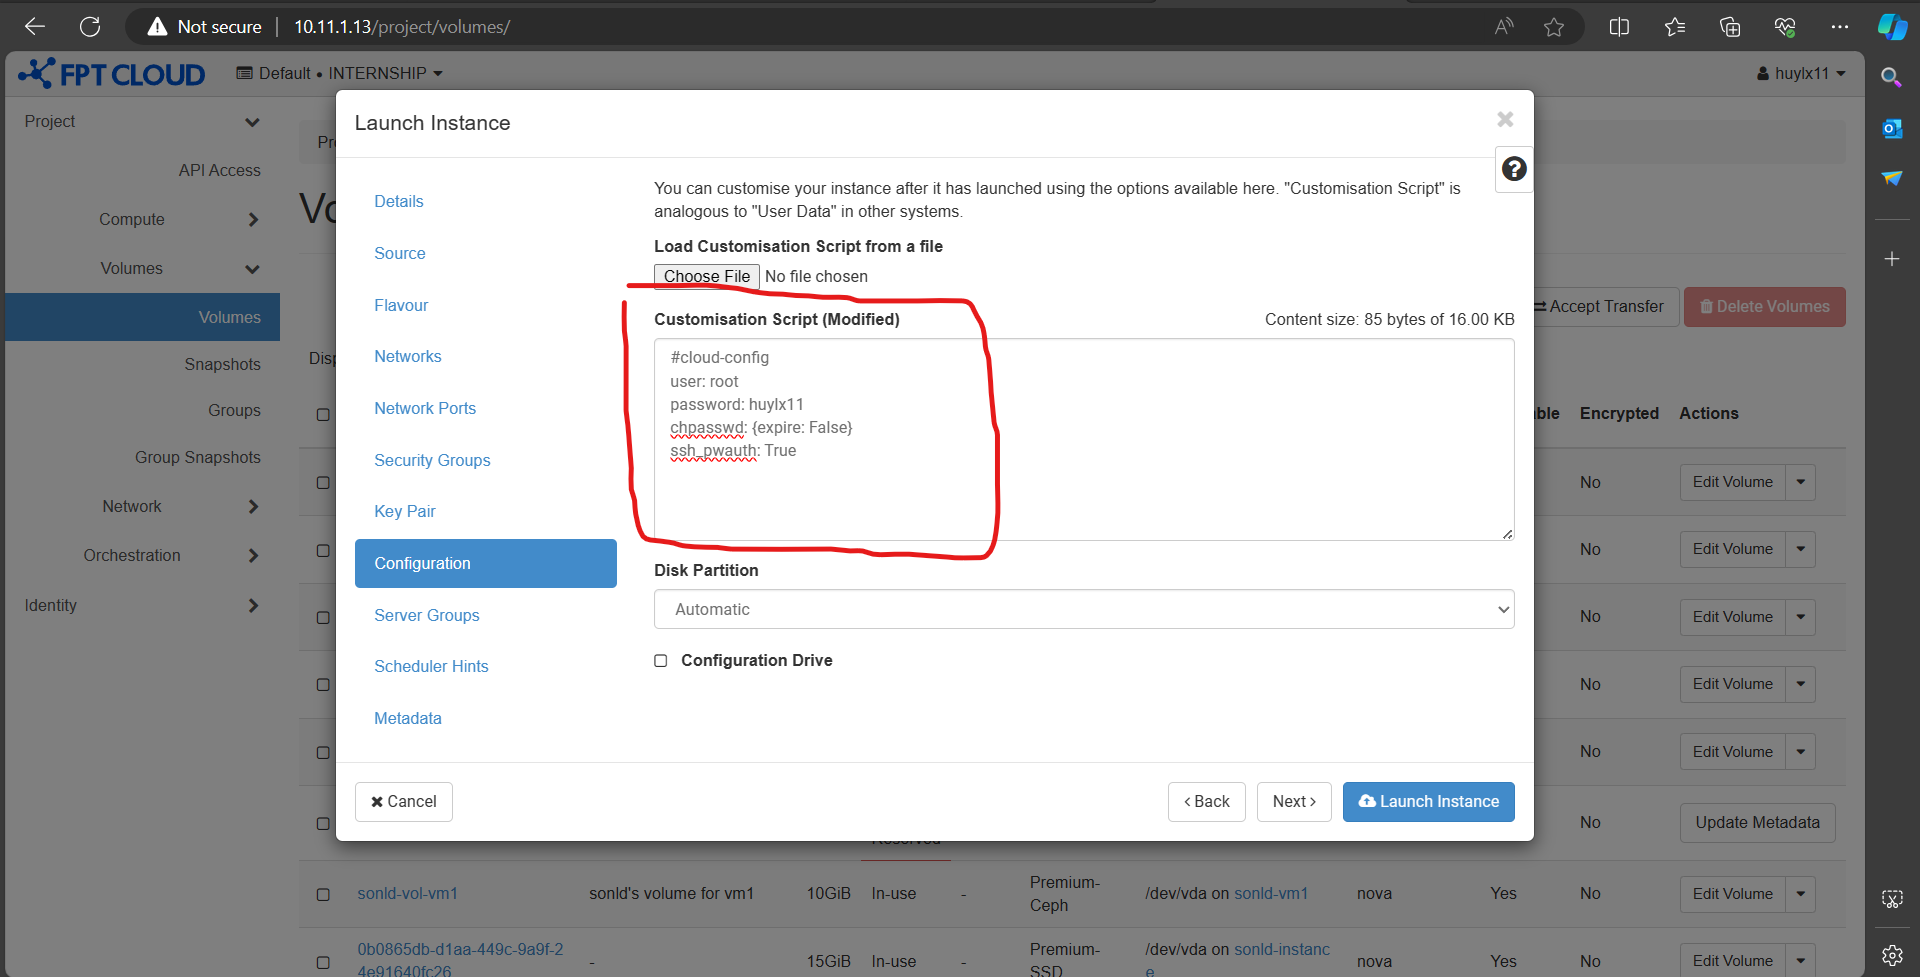 Not secure
10.11.1.13/project/volumes/
FPT CLOUD
Default • INTERNSHIP
huylx11
Project
API Access
Compute
Volumes
Volumes
Snapshots
Groups
Group Snapshots
Network
Orchestration
Identity
Launch Instance
Details
Source
Flavour
Networks
Network Ports
Security Groups
Key Pair
Configuration
Server Groups
Scheduler Hints
Metadata
You can customise your instance after it has launched using the options available here. "Customisation Script" is
analogous to "User Data" in other systems.
Load Customisation Script from a file
Choose File No file chosen
Customisation Script (Modified)
Content size: 85 bytes of 16.00 KB
#cloud-config
user: root
password: huylx11
chpasswd: {expire: False}
ssh_pwauth: True
Disk Partition
Automatic
Configuration Drive
Cancel
‹ Back
Next ›
Launch Instance
Accept Transfer
Delete Volumes
Encrypted
Actions
No
Edit Volume
No
Edit Volume
No
Edit Volume
No
Edit Volume
No
Edit Volume
No
Update Metadata
sonld-vol-vm1
sonld's volume for vm1
10GiB
In-use
-
Premium-
Ceph
/dev/vda on sonld-vm1
nova
Yes
No
Edit Volume
0b0865db-d1aa-449c-9a9f-2
4e91640fc26
-
15GiB
In-use
-
Premium-
SSD
/dev/vda on sonld-instanc
e
nova
Yes
No
Edit Volume